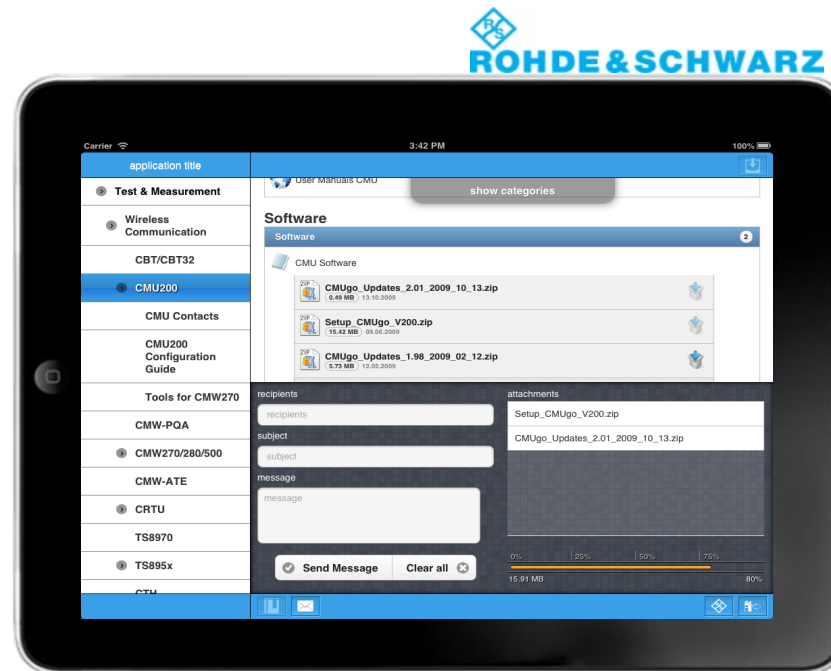 R&S
ROHDE&SCHWARZ
Carrier
3:42 PM
100%
application title
Test & Measurement
Wireless
Communication
CBT/CBT32
CMU200
CMU Contacts
CMU200
Configuration
Guide
Tools for CMW270
CMW-PQA
CMW270/280/500
CMW-ATE
CRTU
TS8970
TS895x
CTH
User Manuals CMU
show categories
Software
Software
2
CMU Software
ZIP
CMUgo_Updates_2.01_2009_10_13.zip
0.49 MB 13.10.2009
ZIP
Setup_CMUgo_V200.zip
15.42 MB 09.06.2009
ZIP
CMUgo_Updates_1.98_2009_02_12.zip
5.73 MB 12.02.2009
recipients
recipients
subject
subject
message
message
Send Message
Clear all
attachments
Setup_CMUgo_V200.zip
CMUgo_Updates_2.01_2009_10_13.zip
0% 25% 50% 75%
15.91 MB 80%